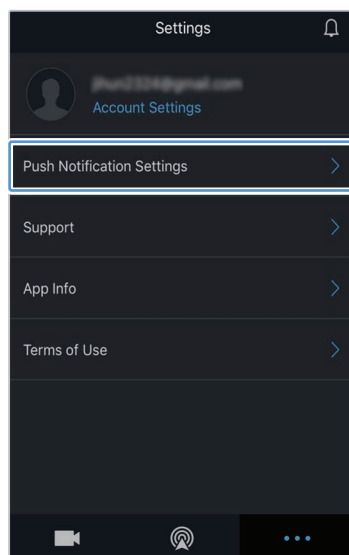 Settings
Account Settings
Push Notification Settings
Support
App Info
Terms of Use